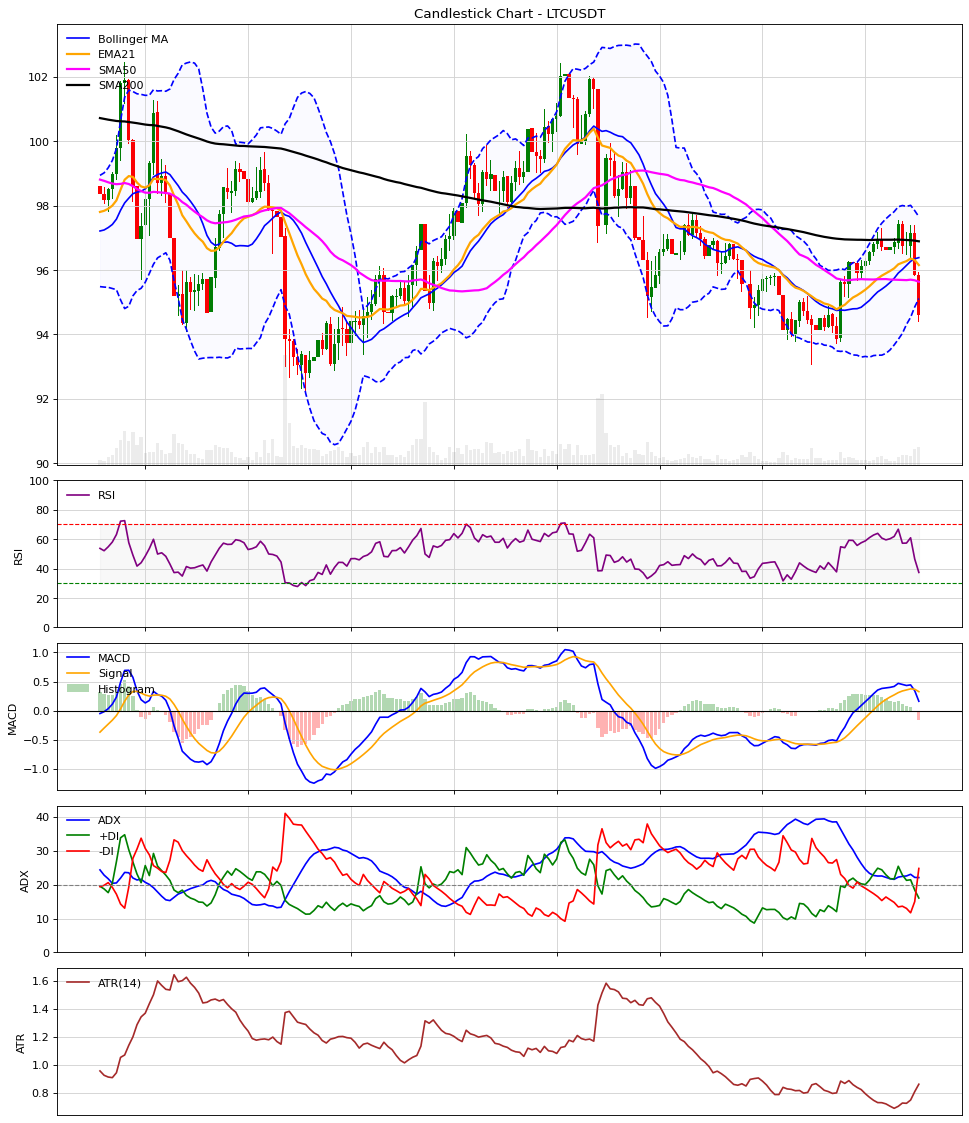 Candlestick Chart - LTCUSDT
Bollinger MA
EMA21
SMA50
SMA200
102
100
98
96
94
92
90
RSI
RSI
100
80
60
40
20
0
MACD
Signal
Histogram
MACD
1.0
0.5
0.0
−0.5
−1.0
ADX
+DI
-DI
ADX
40
30
20
10
0
ATR(14)
ATR
1.6
1.4
1.2
1.0
0.8